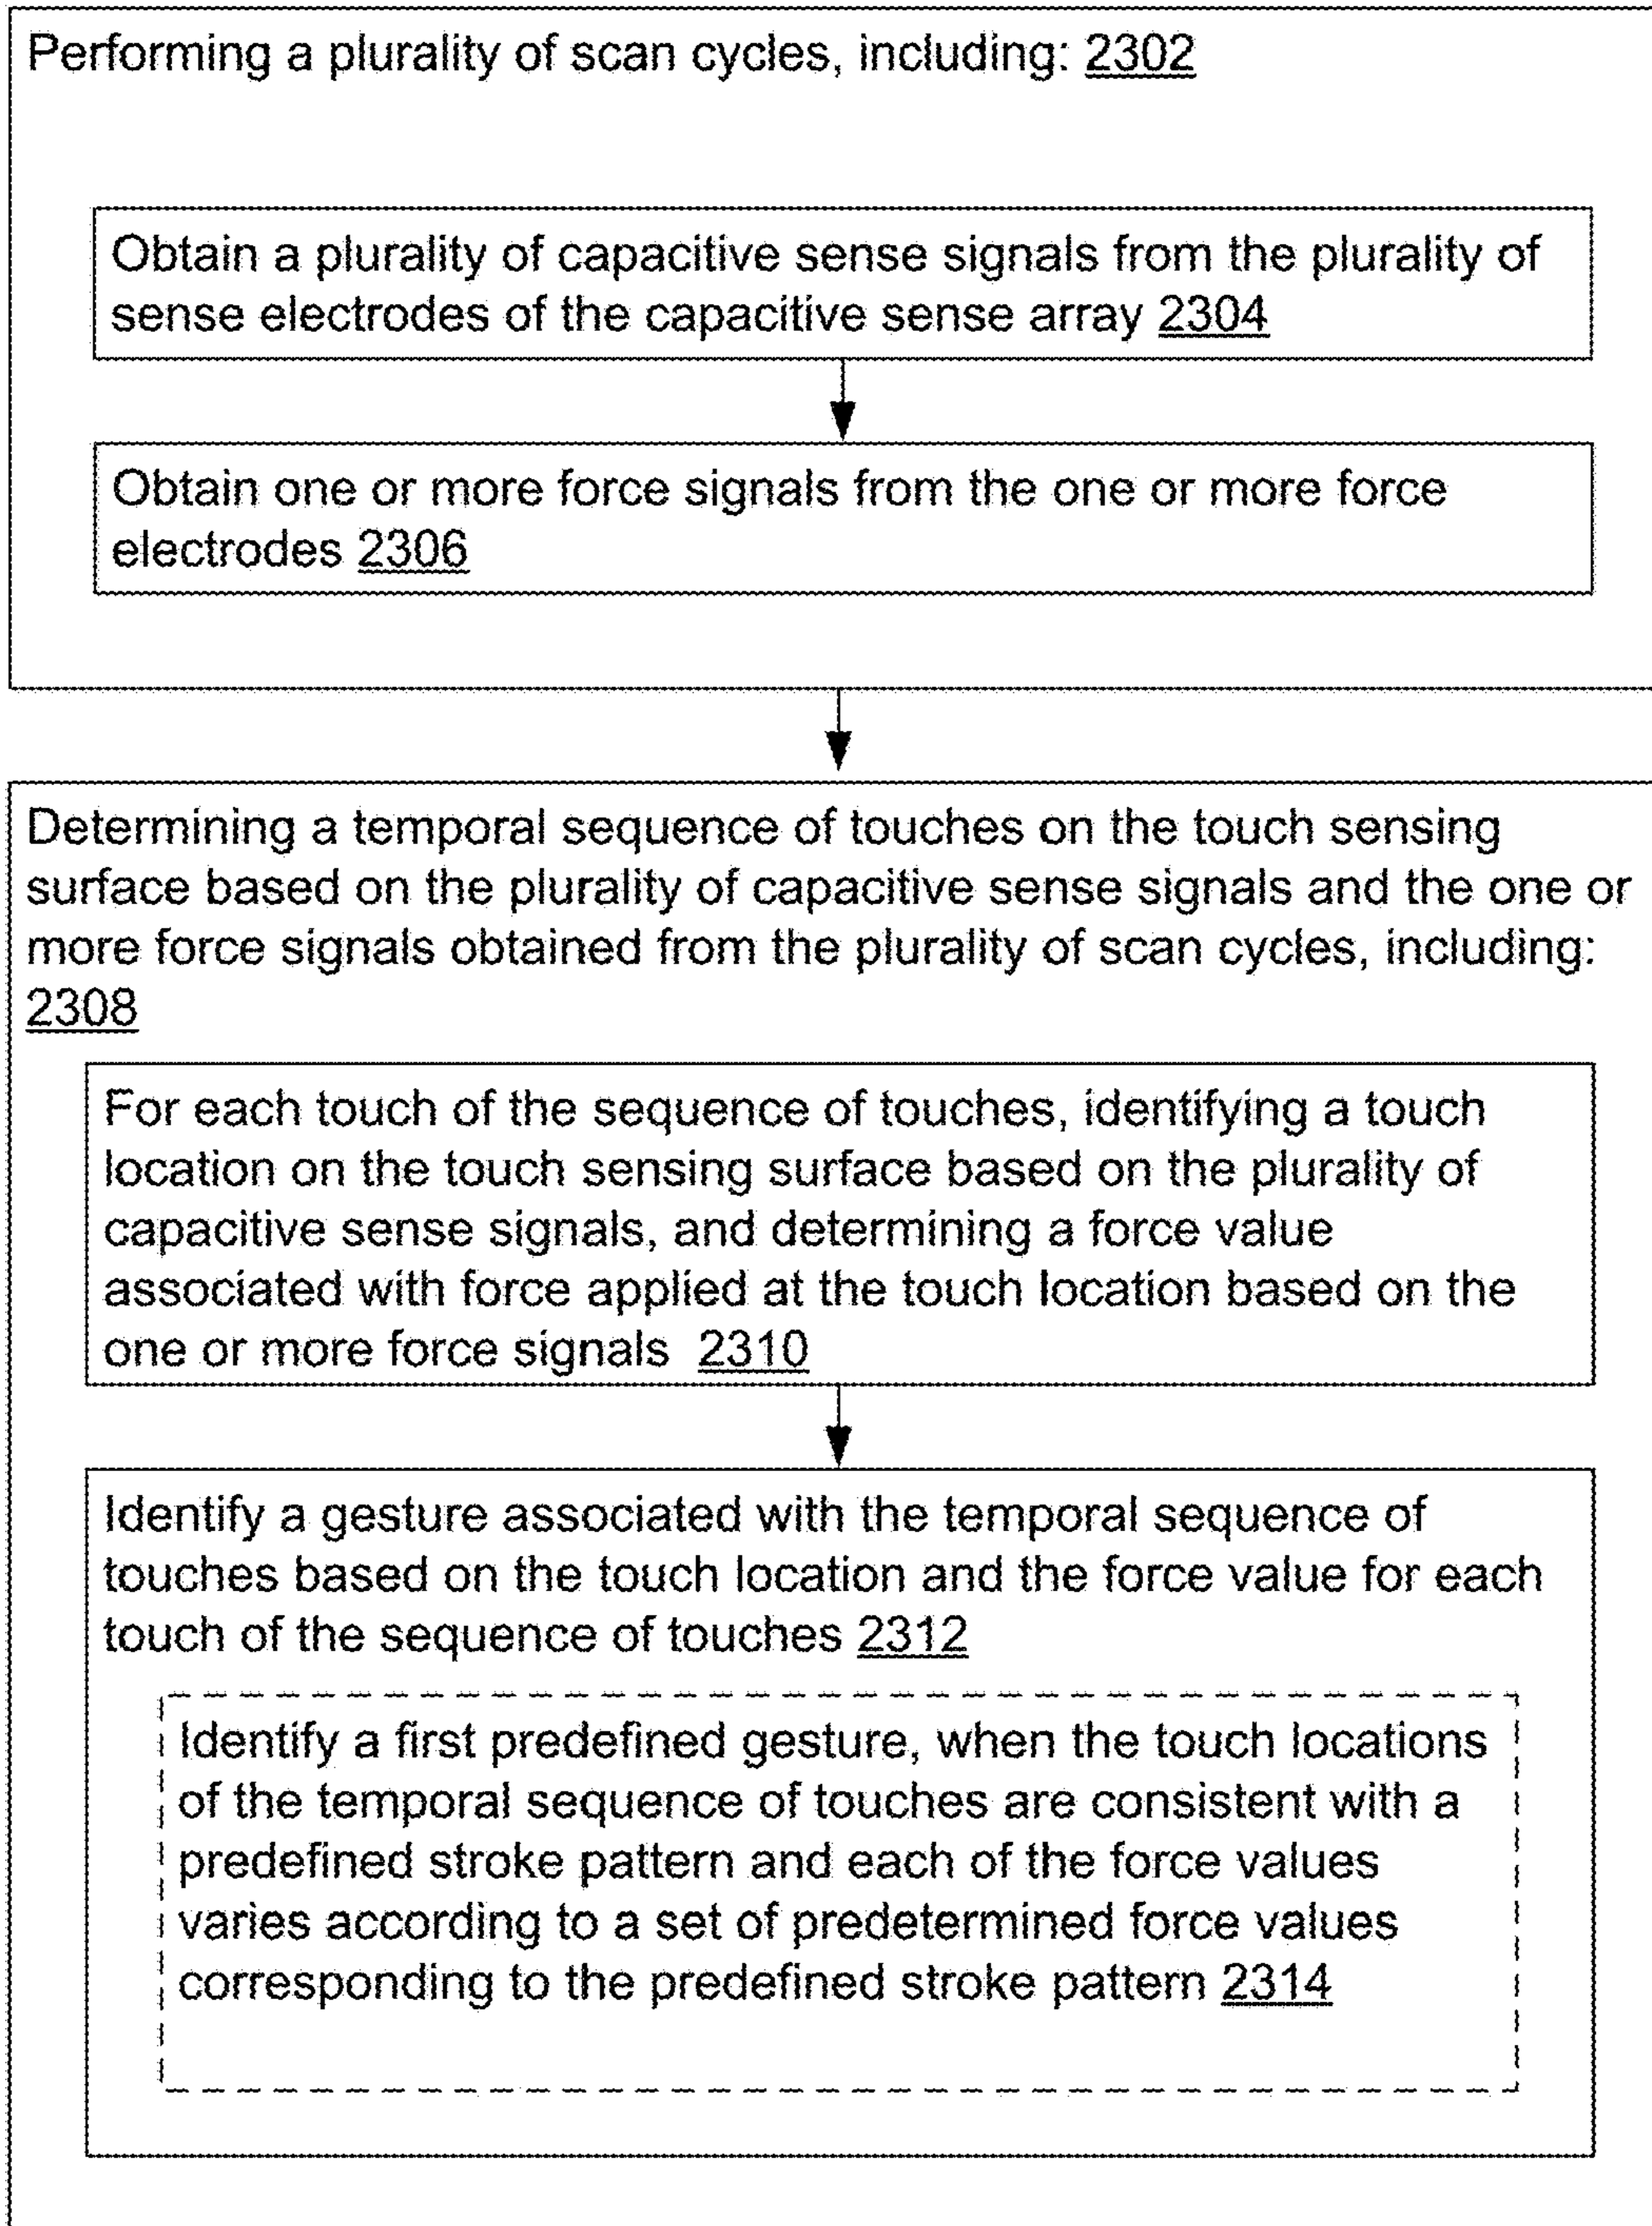 Performing a plurality of scan cycles, including: 2302
Obtain a plurality of capacitive sense signals from the plurality of
sense electrodes of the capacitive sense array 2304
Obtain one or more force signals from the one or more force
electrodes 2306
Determining a temporal sequence of touches on the touch sensing
surface based on the plurality of capacitive sense signals and the one or
more force signals obtained from the plurality of scan cycles, including:
2308
For each touch of the sequence of touches, identifying a touch
location on the touch sensing surface based on the plurality of
capacitive sense signals, and determining a force value
associated with force applied at the touch location based on the
one or more force signals 2310
Identify a gesture associated with the temporal sequence of
touches based on the touch location and the force value for each
touch of the sequence of touches 2312
Identify a first predefined gesture, when the touch locations
of the temporal sequence of touches are consistent with a
predefined stroke pattern and each of the force values
varies according to a set of predetermined force values
corresponding to the predefined stroke pattern 2314